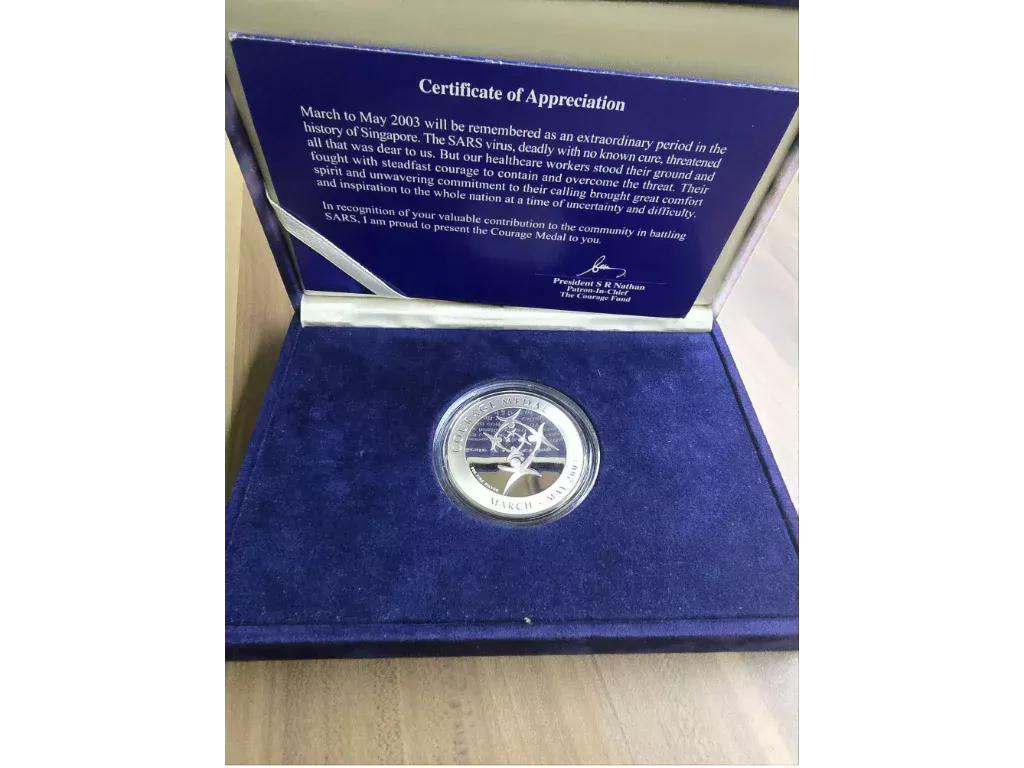 Certificate of Appreciation
March to May 2003 will be remembered as an extraordinary period in the
history of Singapore. The SARS virus, deadly with no known cure, threatened
all that was dear to us. But our healthcare workers stood their ground and
fought with steadfast courage to contain and overcome the threat. Their
spirit and unwavering commitment to their calling brought great comfort
and inspiration to the whole nation at a time of uncertainty and difficulty.
In recognition of your valuable contribution to the community in battling
SARS, I am proud to present the Courage Medal to you.
President S R Nathan
Patron-In-Chief
The Courage Fund
COURAGE MEDAL
MARCH - MAY 2003